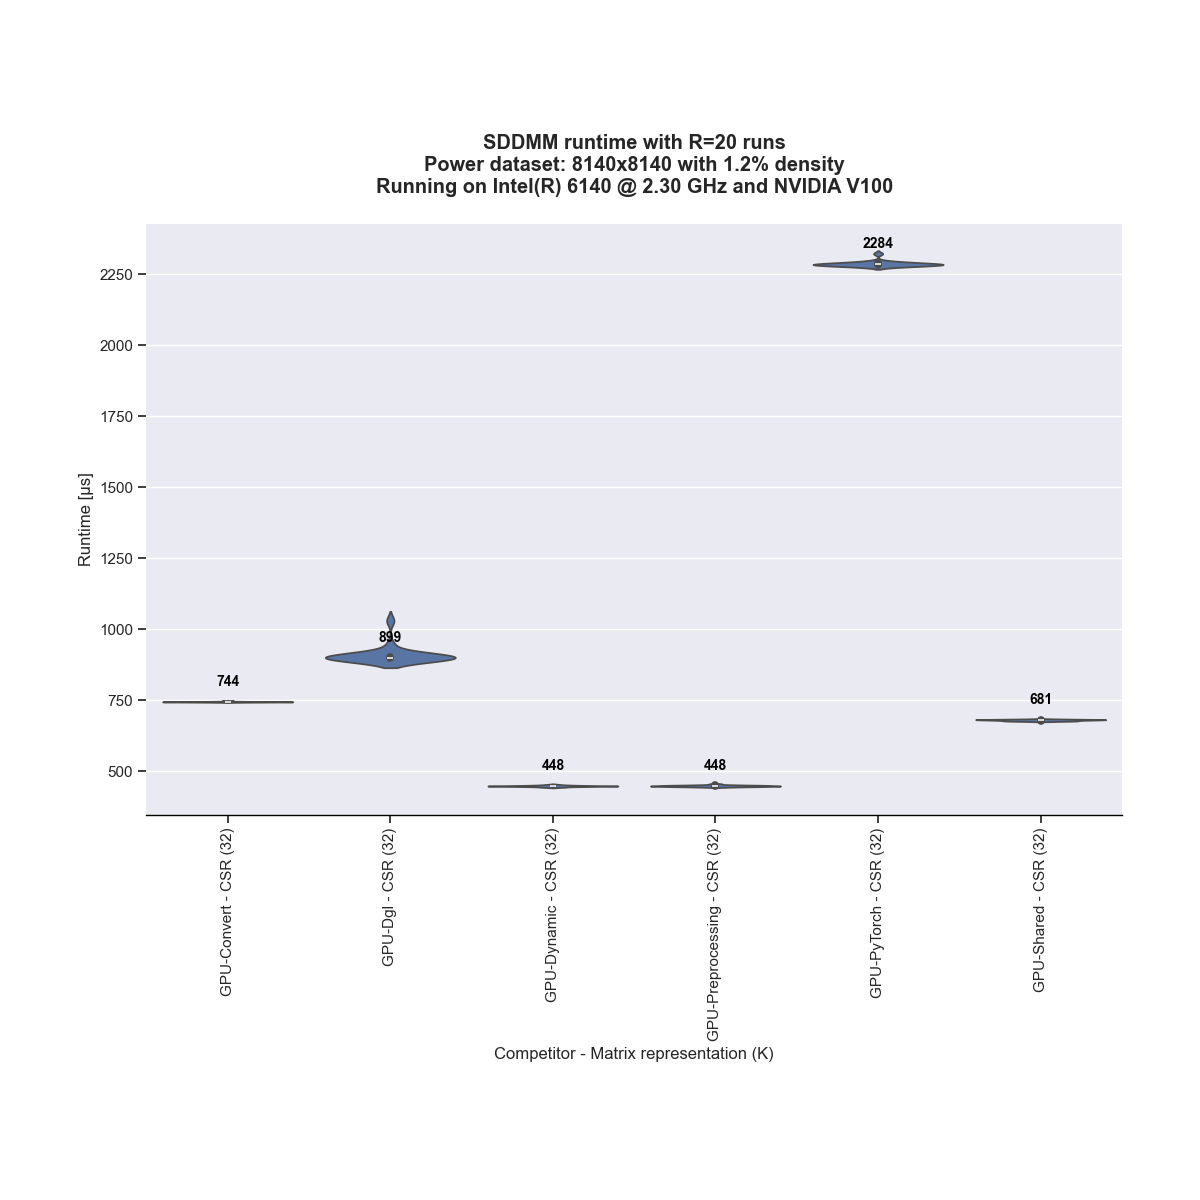 SDDMM runtime with R=20 runs
Power dataset: 8140x8140 with 1.2% density
Running on Intel(R) 6140 @ 2.30 GHz and NVIDIA V100
Runtime [µs]
2250
2000
1750
1500
1250
1000
750
500
744
899
448
448
2284
681
GPU-Convert - CSR (32)
GPU-Dgl - CSR (32)
GPU-Dynamic - CSR (32)
GPU-Preprocessing - CSR (32)
GPU-PyTorch - CSR (32)
GPU-Shared - CSR (32)
Competitor - Matrix representation (K)